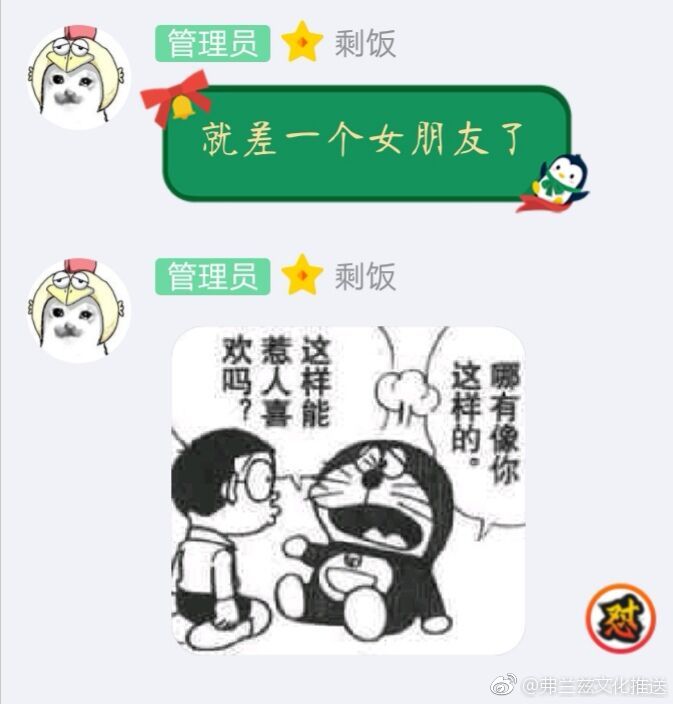 管理员 剩饭
就差一个女朋友了
管理员 剩饭
哪有像你
这样的。
这样能
惹人喜
欢吗?
怼
@弗兰兹文化推送